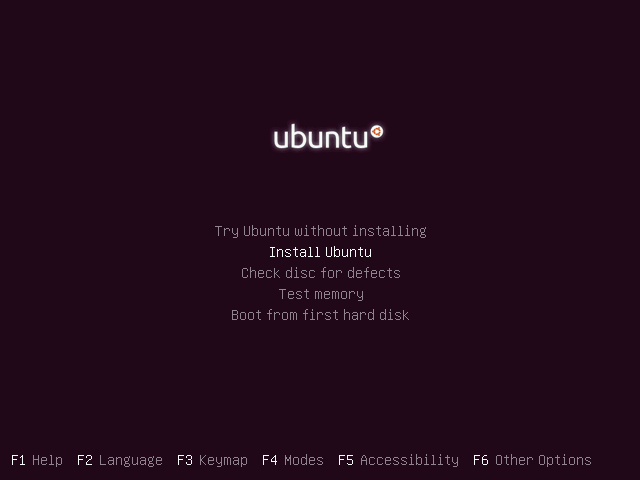 ubuntu
Try Ubuntu without installing
Install Ubuntu
Check disc for defects
Test memory
Boot from first hard disk
F1 Help F2 Language F3 Keymap F4 Modes F5 Accessibility F6 Other Options